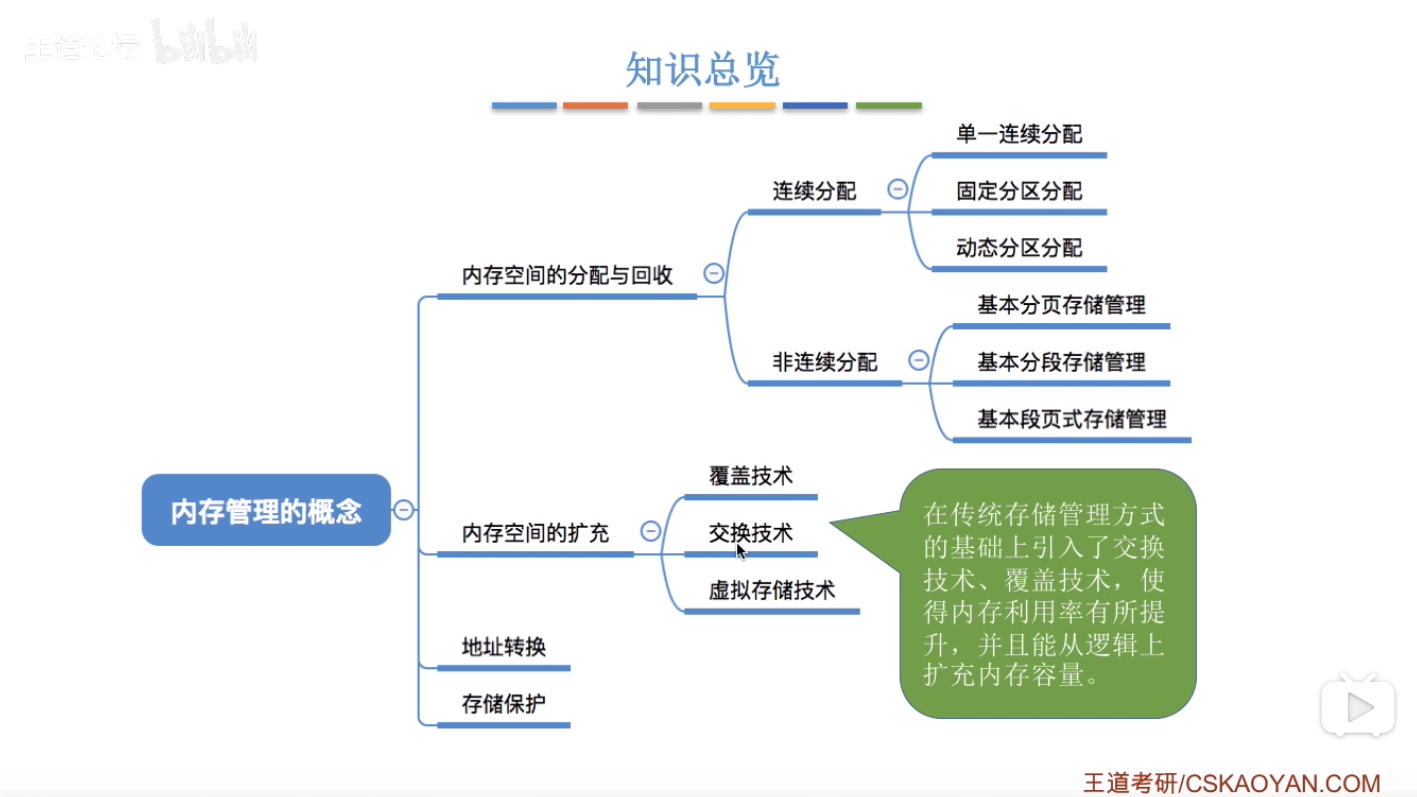 王道论坛 bilibili
知识总览
单一连续分配
连续分配
固定分区分配
动态分区分配
内存空间的分配与回收
基本分页存储管理
非连续分配
基本分段存储管理
基本段页式存储管理
内存管理的概念
覆盖技术
内存空间的扩充
交换技术
虚拟存储技术
在传统存储管理方式
的基础上引入了交换
技术、覆盖技术，使
得内存利用率有所提
升，并且能从逻辑上
扩充内存容量。
地址转换
存储保护
王道考研/CSKAOYAN.COM